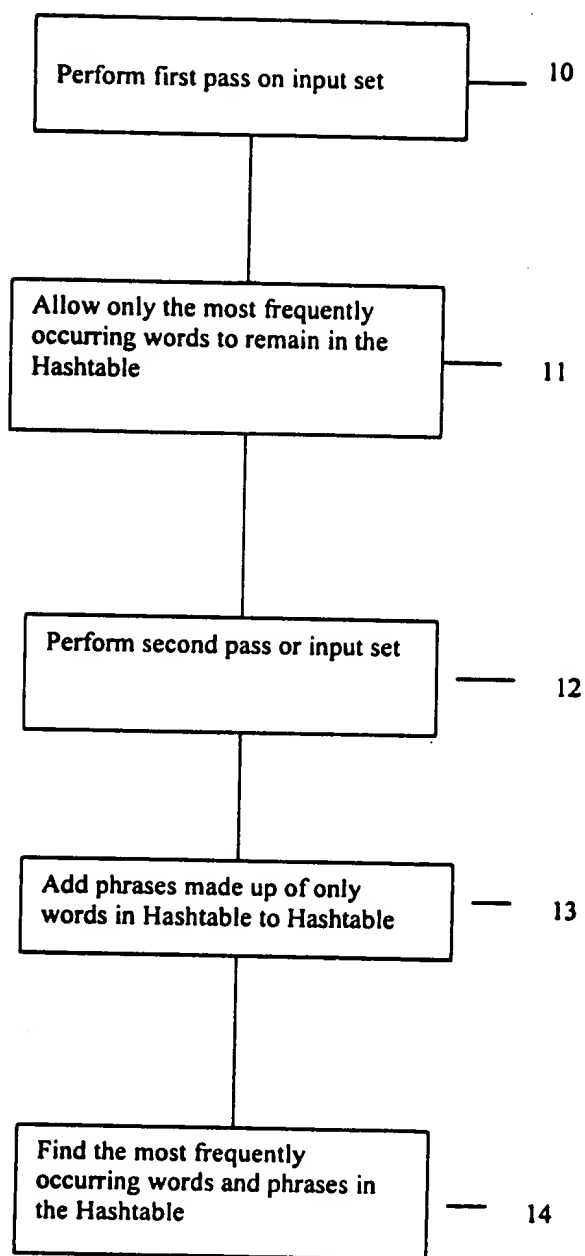 Perform first pass on input set
10
Allow only the most frequently
occurring words to remain in the
Hashtable
11
Perform second pass or input set
12
Add phrases made up of only
words in Hashtable to Hashtable
13
Find the most frequently
occurring words and phrases in
the Hashtable
14